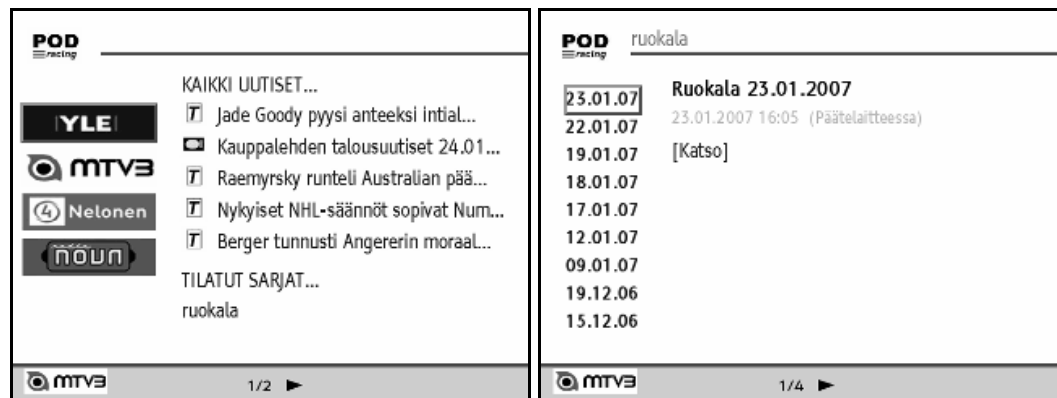 POD
racing
KAIKKI UUTISET...
YLE
mtv3
4 Nelonen
radio
nova
T Jade Goody pyysi anteeksi intial...
Kauppalehden talousuutiset 24.01...
T Raemyrsky runteli Australian pää...
T Nykyiset NHL-säännöt sopivat Num...
T Berger tunnusti Angererin moraal...
TILATUT SARJAT...
ruokala
mtv3
1/2 ►
POD
racing
ruokala
23.01.07
22.01.07
19.01.07
18.01.07
17.01.07
12.01.07
09.01.07
19.12.06
15.12.06
Ruokala 23.01.2007
23.01.2007 16:05 (Päätelaitteessa)
[Katso]
mtv3
1/4 ►